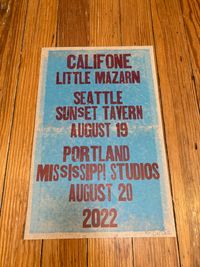 CALIFONE
LITTLE MAZARN
SEATTLE
SUNSET TAVERN
AUGUST 19
PORTLAND
MISSISSIPPI STUDIOS
AUGUST 20
2022